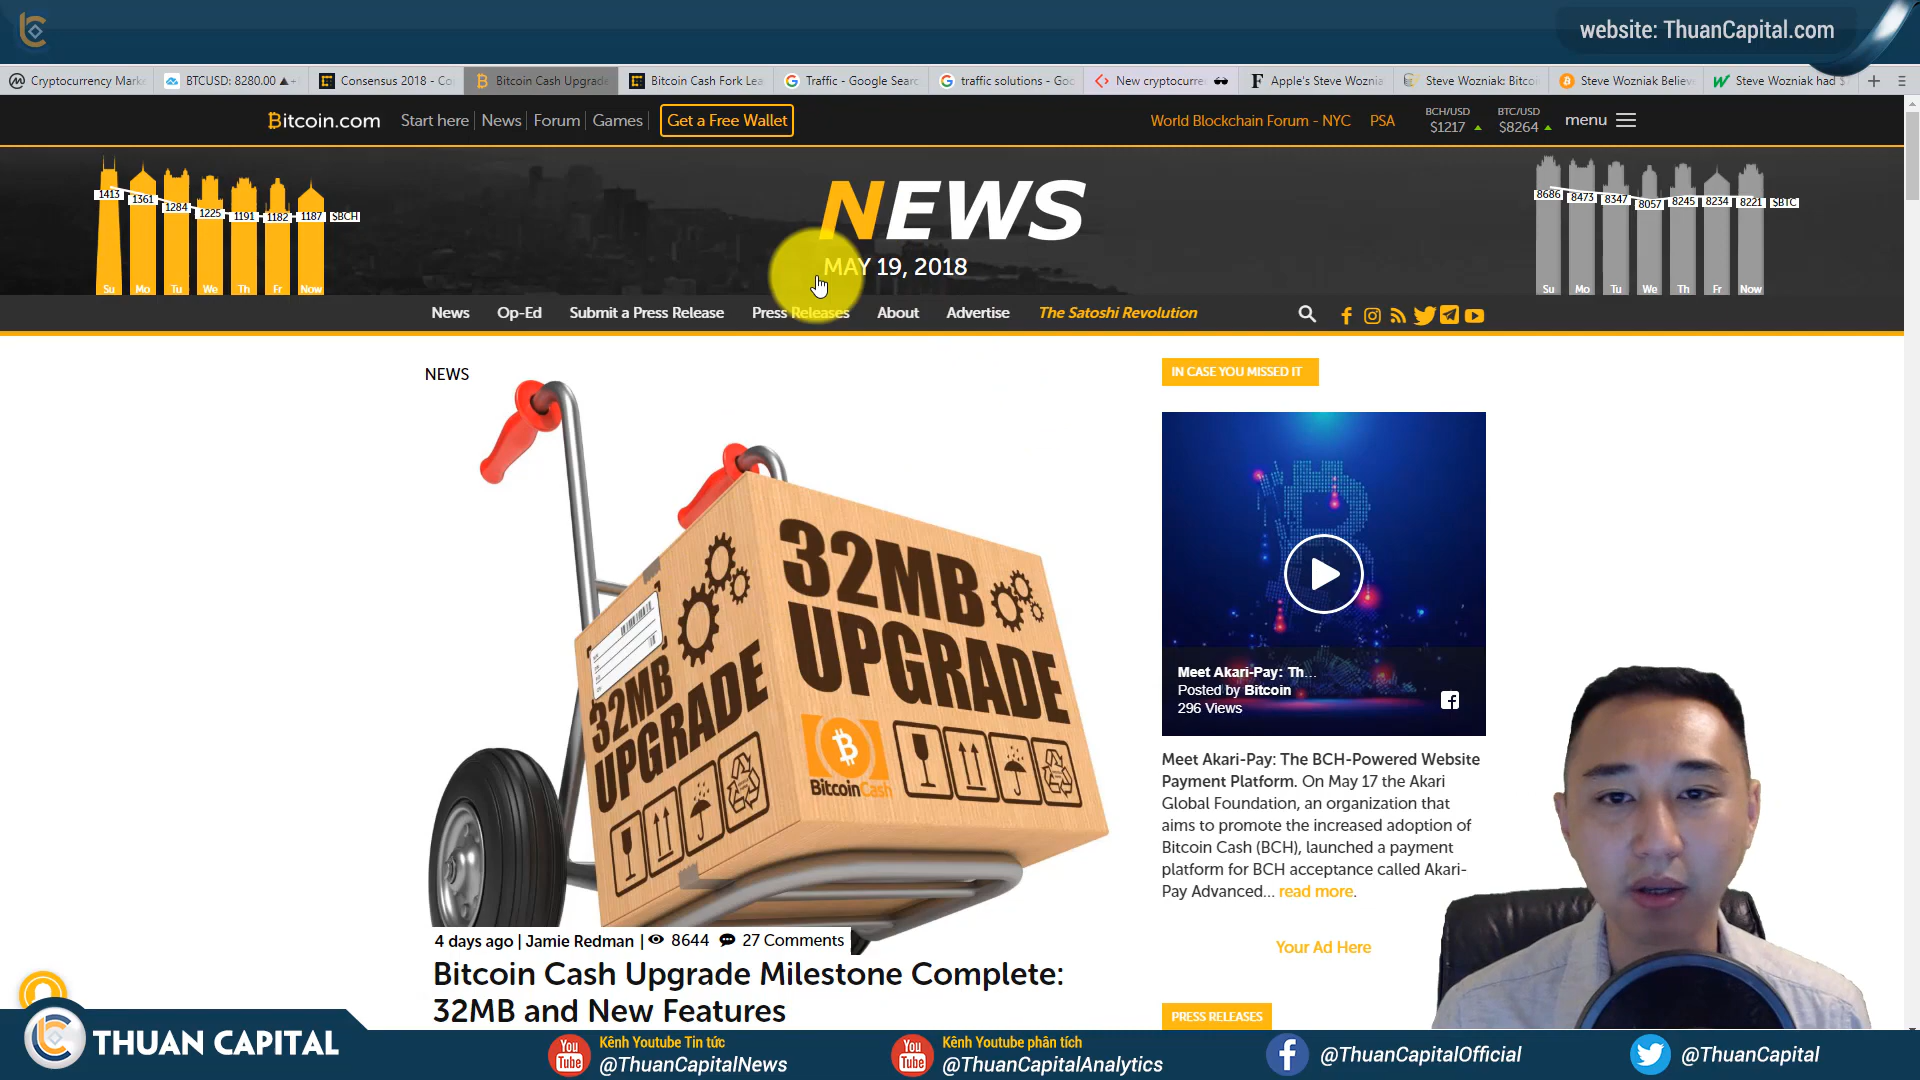 website: ThuanCapital.com
Cryptocurrency Marke
BTCUSD: 8280.00 ▲+
Consensus 2018 - Co
Bitcoin Cash Upgrade
Bitcoin Cash Fork Lea
Traffic - Google Searc
traffic solutions - Goo
New cryptocurre
Apple's Steve Woznia
Steve Wozniak: Bitcoi
Steve Wozniak Believ
Steve Wozniak had $
Bitcoin.com
Start here
News
Forum
Games
Get a Free Wallet
World Blockchain Forum - NYC
PSA
BCH/USD
$1217
BTC/USD
$8264
menu
1413
1361
1284
1225
1191
1182
1187
$BCH
Su
Mo
Tu
We
Th
Fr
Now
NEWS
MAY 19, 2018
8686
8473
8347
8057
8245
8234
8221
$BTC
Su
Mo
Tu
We
Th
Fr
Now
News
Op-Ed
Submit a Press Release
Press Releases
About
Advertise
The Satoshi Revolution
NEWS
32MB
UPGRADE
32MB
UPGRADE
BitcoinCash
4 days ago | Jamie Redman | 8644 27 Comments
Bitcoin Cash Upgrade Milestone Complete:
32MB and New Features
IN CASE YOU MISSED IT
Meet Akari-Pay: Th...
Posted by Bitcoin
296 Views
Meet Akari-Pay: The BCH-Powered Website
Payment Platform. On May 17 the Akari
Global Foundation, an organization that
aims to promote the increased adoption of
Bitcoin Cash (BCH), launched a payment
platform for BCH acceptance called Akari-
Pay Advanced... read more.
Your Ad Here
PRESS RELEASES
THUAN CAPITAL
You
Tube
Kênh Youtube Tin tức
@ThuanCapitalNews
You
Tube
Kênh Youtube phân tích
@ThuanCapitalAnalytics
@ThuanCapitalOfficial
@ThuanCapital